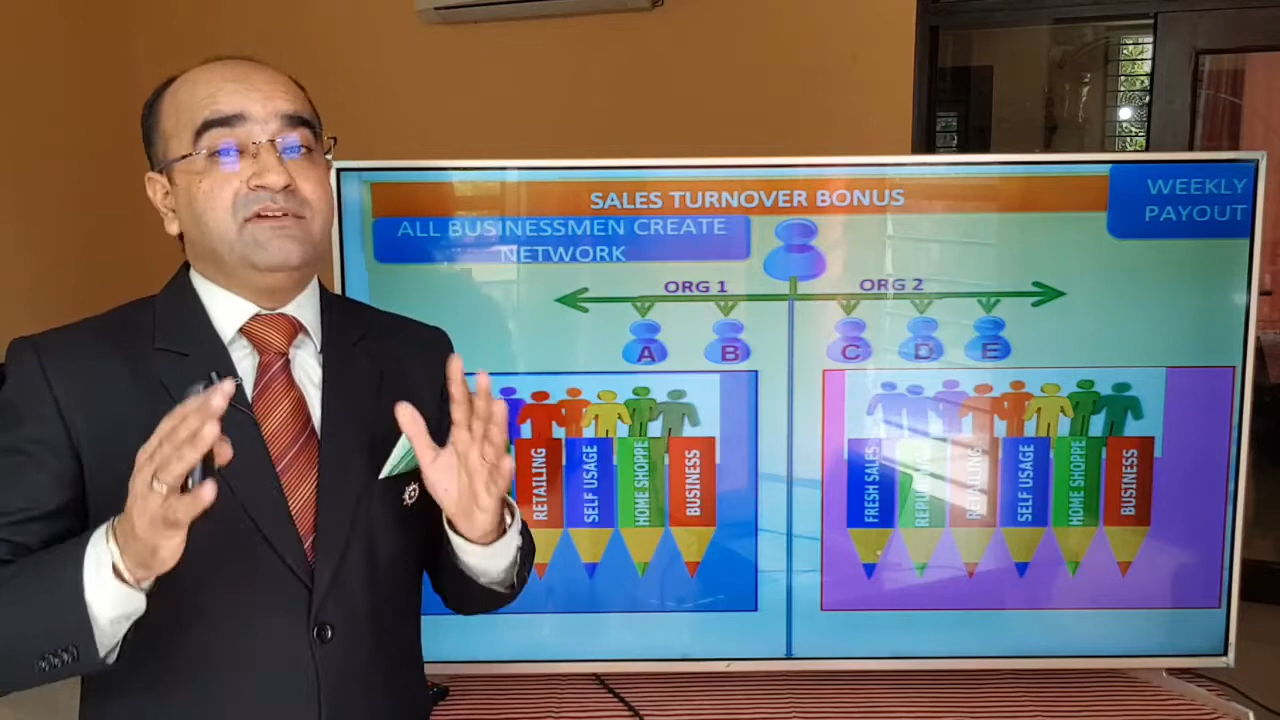 SALES TURNOVER BONUS
WEEKLY
PAYOUT
ALL BUSINESSMEN CREATE
NETWORK
ORG 1
ORG 2
A
B
C
D
E
RETAILING
SELF USAGE
HOME SHOPPE
BUSINESS
FRESH SALES
RETAILING
SELF USAGE
HOME SHOPPE
BUSINESS